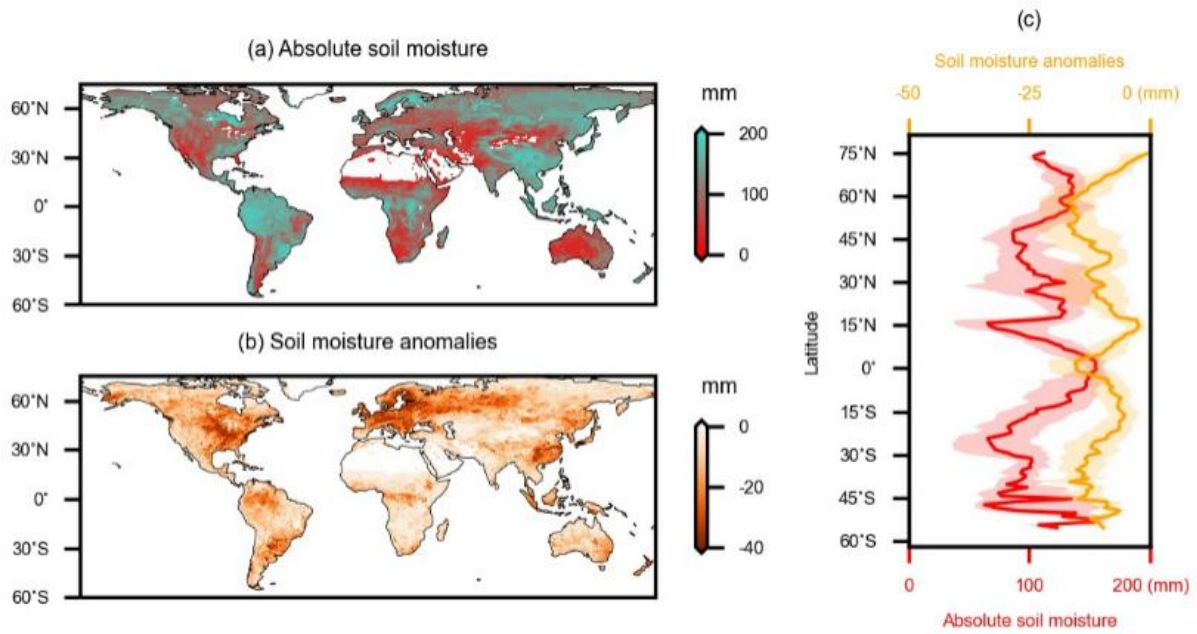 (a) Absolute soil moisture
60°N
30°N
0°
30°S
60°S
mm
200
100
0
(b) Soil moisture anomalies
60°N
30°N
0°
30°S
60°S
mm
0
-20
-40
(c)
Soil moisture anomalies
-50 -25 0 (mm)
Latitude
75°N
60°N
45°N
30°N
15°N
0°
15°S
30°S
45°S
60°S
0 100 200 (mm)
Absolute soil moisture